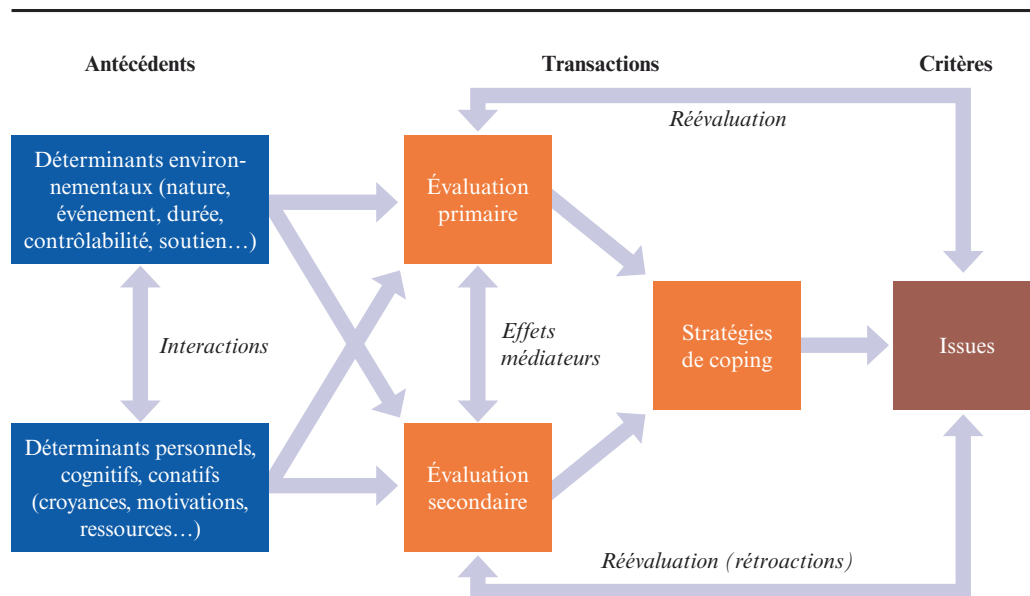 Antécédents
Transactions
Critères
Réévaluation
Déterminants environ-
nementaux (nature,
événement, durée,
contrôlabilité, soutien…)
Évaluation
primaire
Interactions
Effets
médiateurs
Stratégies
de coping
Issues
Déterminants personnels,
cognitifs, conatifs
(croyances, motivations,
ressources…)
Évaluation
secondaire
Réévaluation (rétroactions)